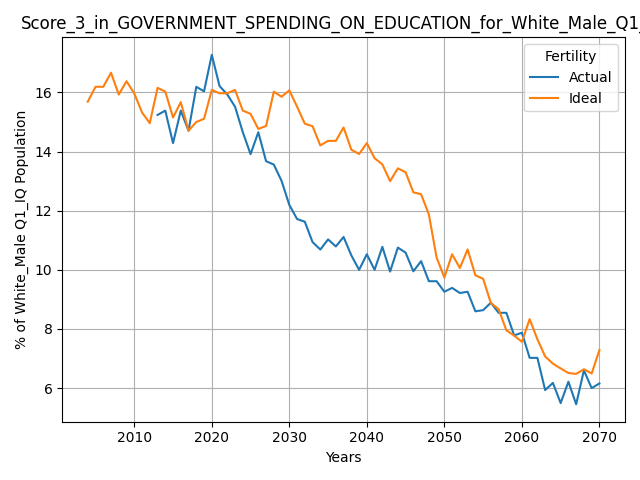 Score_3_in_GOVERNMENT_SPENDING_ON_EDUCATION_for_White_Male_Q1_
Fertility
Actual
Ideal
% of White_Male Q1_IQ Population
16
14
12
10
8
6
2010 2020 2030 2040 2050 2060 2070
Years